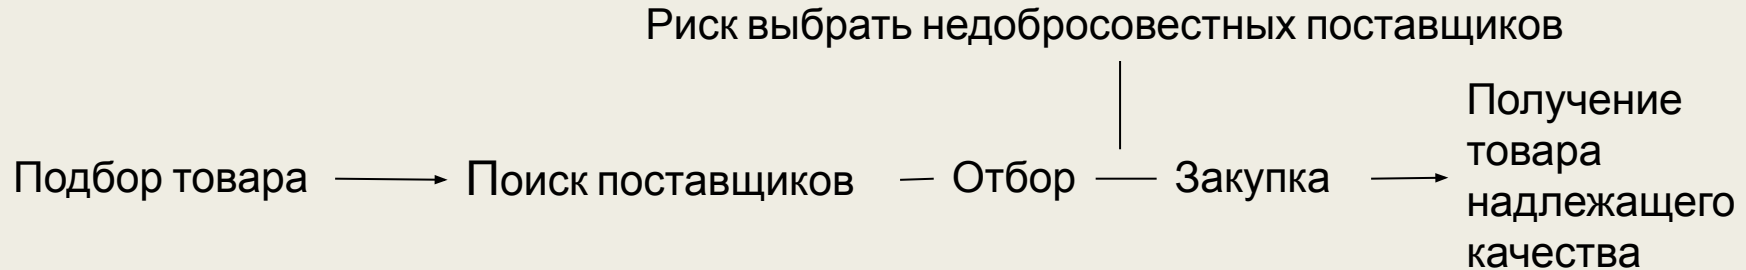 Риск выбрать недобросовестных поставщиков
Подбор товара
Поиск поставщиков
Отбор
Закупка
Получение
товара
надлежащего
качества